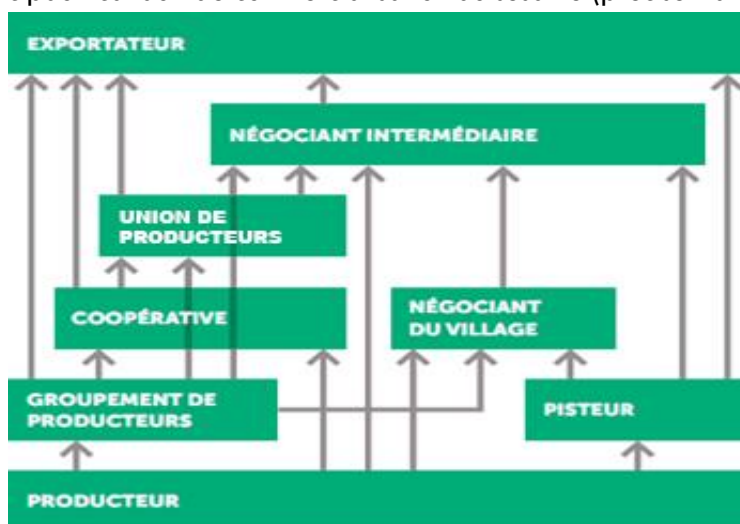 EXPORTATEUR
NÉGOCIANT INTERMÉDIAIRE
UNION DE
PRODUCTEURS
COOPÉRATIVE
NÉGOCIANT
DU VILLAGE
GROUPEMENT DE
PRODUCTEURS
PISTEUR
PRODUCTEUR